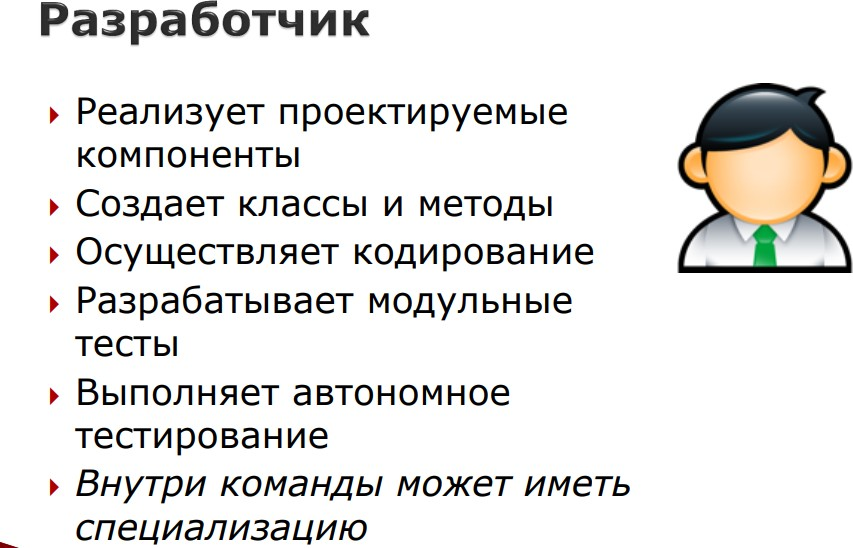 Разработчик
Реализует проектируемые
компоненты
Создает классы и методы
Осуществляет кодирование
Разрабатывает модульные
тесты
Выполняет автономное
тестирование
Внутри команды может иметь
специализацию